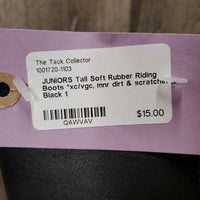 The Tack Collector
1001720-1103
JUNIORS Tall Soft Rubber Riding
Boots *xc/vgc, mnr dirt & scratches
Black 1
$15.00
QAWVAV